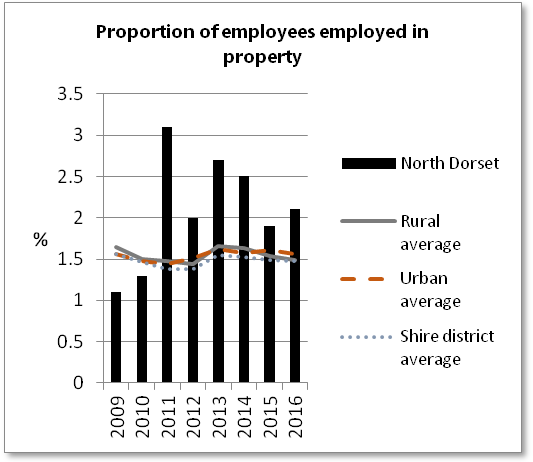 Proportion of employees employed in
property
3.5
3
2.5
2
1.5
1
0.5
0
%
2009
2010
2011
2012
2013
2014
2015
2016
North Dorset
Rural
average
Urban
average
Shire district
average